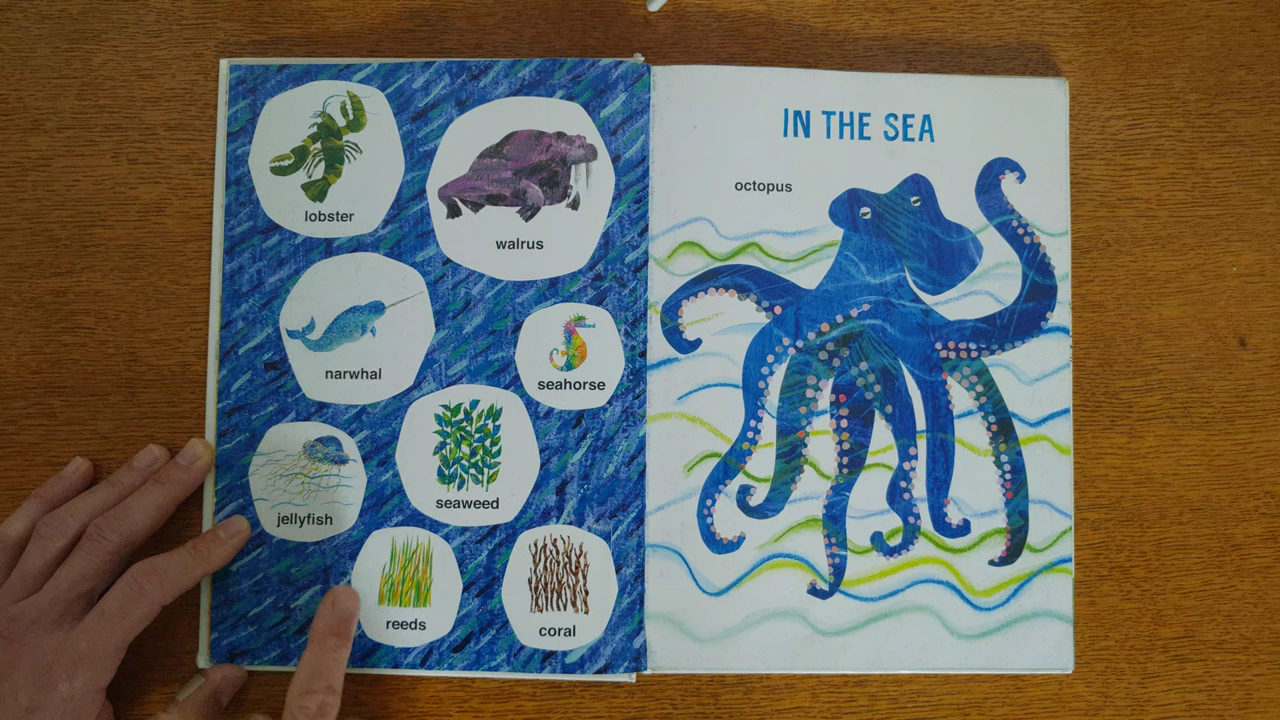 lobster
walrus
narwhal
seahorse
seaweed
jellyfish
reeds
coral
IN THE SEA
octopus